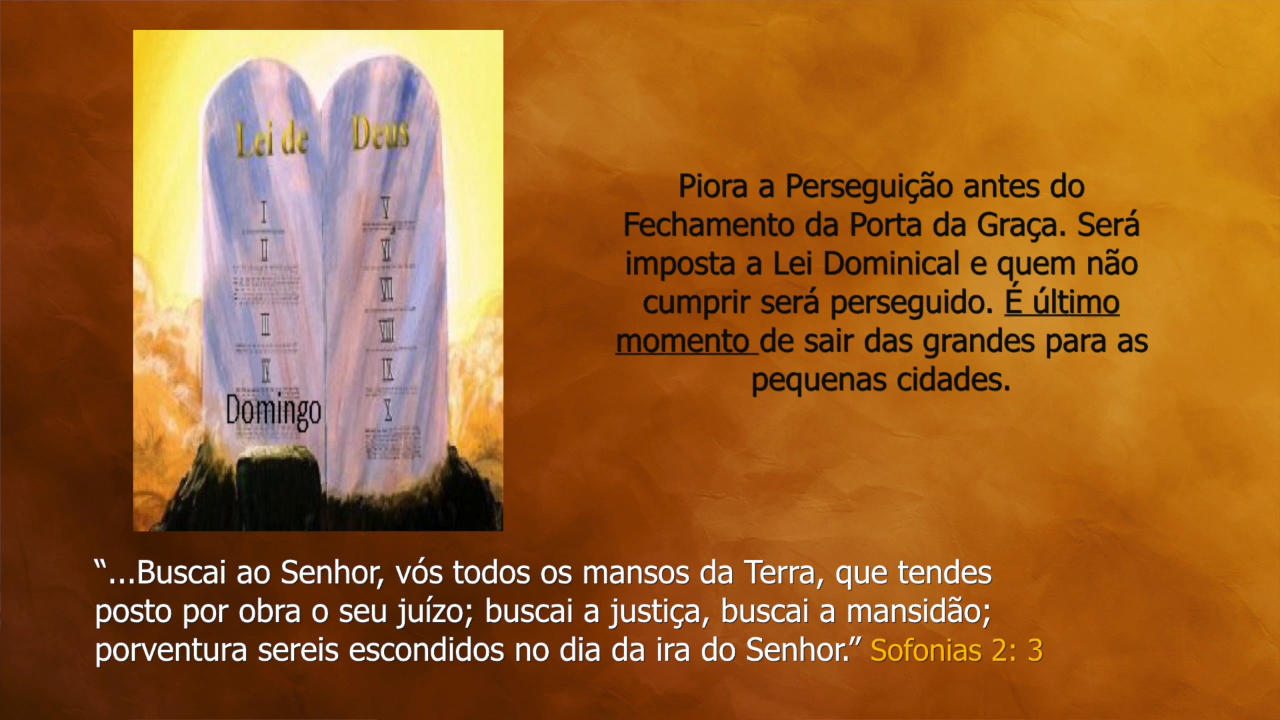 Lei de Deus
I
II
III
IV
Domingo
V
VI
VII
VIII
IX
X
Piora a Perseguição antes do
Fechamento da Porta da Graça. Será
imposta a Lei Dominical e quem não
cumprir será perseguido. É último
momento de sair das grandes para as
pequenas cidades.
“...Buscai ao Senhor, vós todos os mansos da Terra, que tendes
posto por obra o seu juízo; buscai a justiça, buscai a mansidão;
porventura sereis escondidos no dia da ira do Senhor.” Sofonias 2: 3